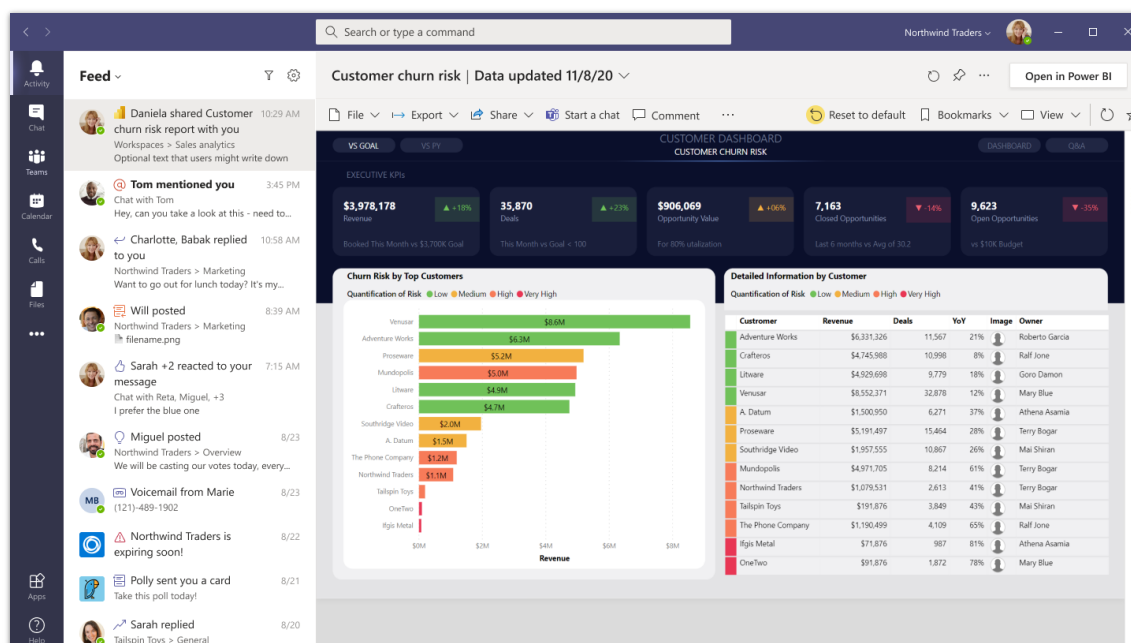 Search or type a command
Northwind Traders
Activity
Chat
Teams
Calendar
Calls
Files
Apps
Help
Feed
Daniela shared Customer 10:29 AM
churn risk report with you
Workspaces > Sales analytics
Optional text that users might write down
Tom mentioned you 3:45 PM
Chat with Tom
Hey, can you take a look at this - need to...
Charlotte, Babak replied 10:58 AM
to you
Northwind Traders > Marketing
Want to go out for lunch today? It's my...
Will posted 8:39 AM
Northwind Traders > Marketing
filename.png
Sarah +2 reacted to your 7:15 AM
message
Chat with Reta, Miguel, +3
I prefer the blue one
Miguel posted 8/23
Northwind Traders > Overview
We will be casting our votes today, every...
MB
Voicemail from Marie 8/23
(121)-489-1902
Northwind Traders is 8/22
expiring soon!
Polly sent you a card 8/21
Take this poll today!
Sarah replied 8/20
Tailspin Toys > General
Customer churn risk | Data updated 11/8/20
Open in Power BI
File Export Share Start a chat Comment ... Reset to default Bookmarks View
VS GOAL VS PY CUSTOMER DASHBOARD DASHBOARD Q&A
CUSTOMER CHURN RISK
EXECUTIVE KPIs
$3,978,178 +18%
Revenue
Booked This Month vs $3,700K Goal
35,870 +23%
Deals
This Month vs Goal < 100
$906,069 +06%
Opportunity Value
For 80% utalization
7,163 -14%
Closed Opportunities
Last 6 months vs Avg of 30.2
9,623 -35%
Open Opportunities
vs $10K Budget
Churn Risk by Top Customers
Quantification of Risk Low Medium High Very High
Venusar $8.6M
Adventure Works $6.3M
Proseware $5.2M
Mundopolis $5.0M
Litware $4.9M
Crafteros $4.7M
Southridge Video $2.0M
A. Datum $1.5M
The Phone Company $1.2M
Northwind Traders $1.1M
Tailspin Toys
OneTwo
Ifgis Metal
$0M $2M $4M $6M $8M
Revenue
Detailed Information by Customer
Quantification of Risk Low Medium High Very High
Customer Revenue Deals YoY Image Owner
Adventure Works $6,331,326 11,567 21% Roberto Garcia
Crafteros $4,745,988 10,998 8% Ralf Jone
Litware $4,929,698 9,779 18% Goro Damon
Venusar $8,552,371 32,878 12% Mary Blue
A. Datum $1,500,950 6,271 37% Athena Asamia
Proseware $5,191,497 15,464 28% Terry Bogar
Southridge Video $1,957,555 10,867 26% Mai Shiran
Mundopolis $4,971,705 8,214 61% Terry Bogar
Northwind Traders $1,079,531 2,613 41% Terry Bogar
Tailspin Toys $191,876 3,849 43% Mai Shiran
The Phone Company $1,190,499 4,109 65% Ralf Jone
Ifgis Metal $71,876 987 81% Athena Asamia
OneTwo $91,876 1,872 78% Mary Blue